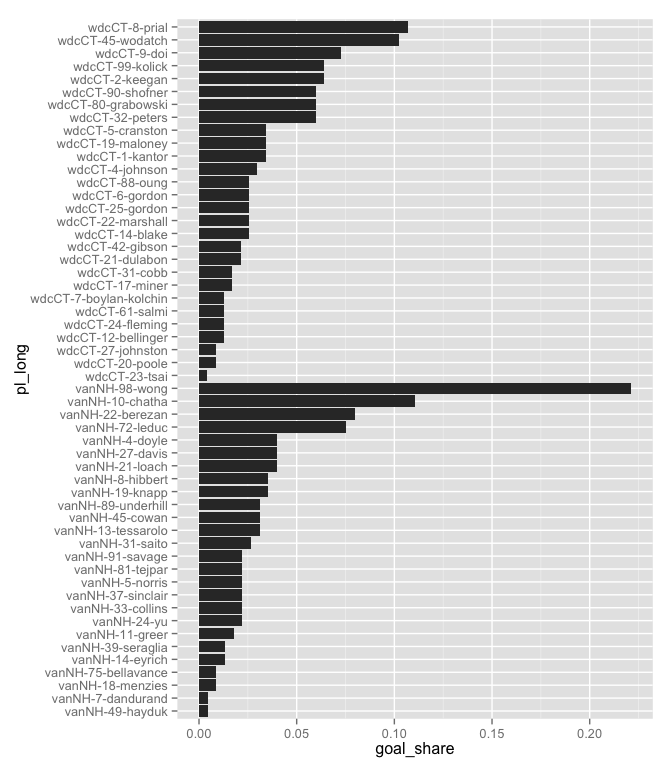 wdcCT-8-prial
wdcCT-45-wodatch
wdcCT-9-doi
wdcCT-99-kolick
wdcCT-2-keegan
wdcCT-90-shofner
wdcCT-80-grabowski
wdcCT-32-peters
wdcCT-5-cranston
wdcCT-19-maloney
wdcCT-1-kantor
wdcCT-4-johnson
wdcCT-88-oung
wdcCT-6-gordon
wdcCT-25-gordon
wdcCT-22-marshall
wdcCT-14-blake
wdcCT-42-gibson
wdcCT-21-dulabon
wdcCT-31-cobb
wdcCT-17-miner
wdcCT-7-boylan-kolchin
wdcCT-61-salmi
wdcCT-24-fleming
wdcCT-12-bellinger
wdcCT-27-johnston
wdcCT-20-poole
wdcCT-23-tsai
vanNH-98-wong
vanNH-10-chatha
vanNH-22-berezan
vanNH-72-leduc
vanNH-4-doyle
vanNH-27-davis
vanNH-21-loach
vanNH-8-hibbert
vanNH-19-knapp
vanNH-89-underhill
vanNH-45-cowan
vanNH-13-tessarolo
vanNH-31-saito
vanNH-91-savage
vanNH-81-tejpar
vanNH-5-norris
vanNH-37-sinclair
vanNH-33-collins
vanNH-24-yu
vanNH-11-greer
vanNH-39-seraglia
vanNH-14-eyrich
vanNH-75-bellavance
vanNH-18-menzies
vanNH-7-dandurand
vanNH-49-hayduk
pl_long
0.00 0.05 0.10 0.15 0.20
goal_share